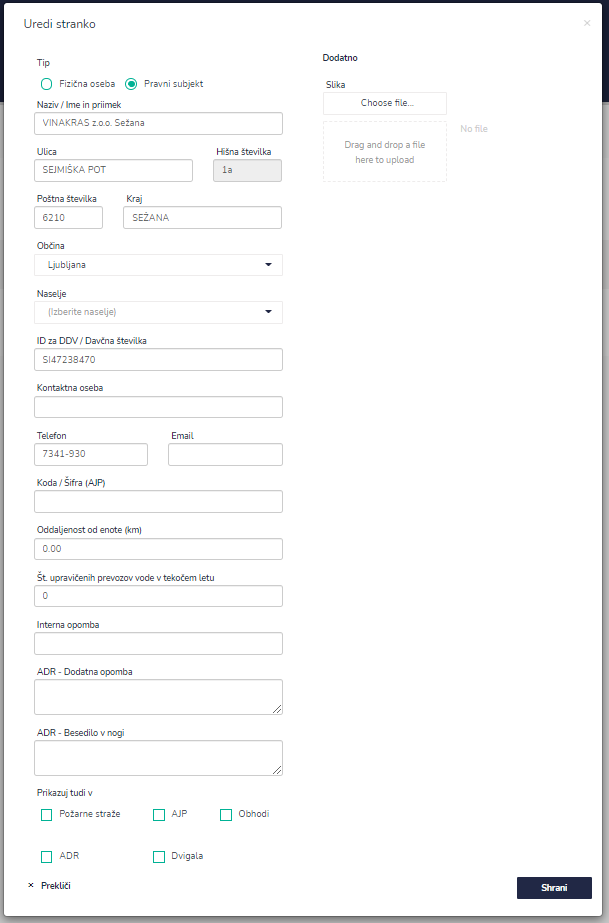 Uredi stranko
×
Tip
Fizična oseba
Pravni subjekt
Naziv / Ime in priimek
VINAKRAS z.o.o. Sežana
Ulica
Hišna številka
SEJMIŠKA POT
1a
Poštna številka
Kraj
6210
SEŽANA
Občina
Ljubljana
Naselje
(Izberite naselje)
ID za DDV / Davčna številka
SI47238470
Kontaktna oseba
Telefon
Email
7341-930
Koda / Šifra (AJP)
Oddaljenost od enote (km)
0.00
Št. upravičenih prevozov vode v tekočem letu
0
Interna opomba
ADR - Dodatna opomba
ADR - Besedilo v nogi
Prikazuj tudi v
Požarne straže
AJP
Obhodi
ADR
Dvigala
× Prekliči
Dodatno
Slika
Choose file...
No file
Drag and drop a file
here to upload
Shrani